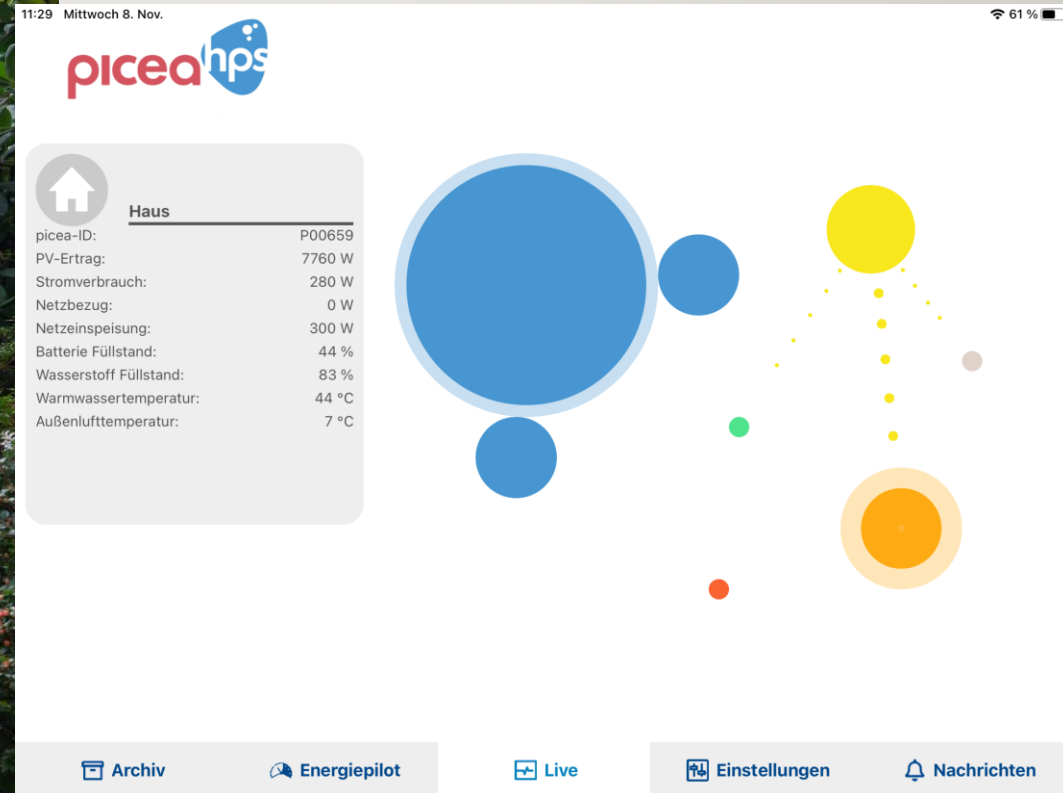 11:29 Mittwoch 8. Nov.
61 %
picea hps
Haus
picea-ID: P00659
PV-Ertrag: 7760 W
Stromverbrauch: 280 W
Netzbezug: 0 W
Netzeinspeisung: 300 W
Batterie Füllstand: 44 %
Wasserstoff Füllstand: 83 %
Warmwassertemperatur: 44 °C
Außenlufttemperatur: 7 °C
Archiv
Energiepilot
Live
Einstellungen
Nachrichten